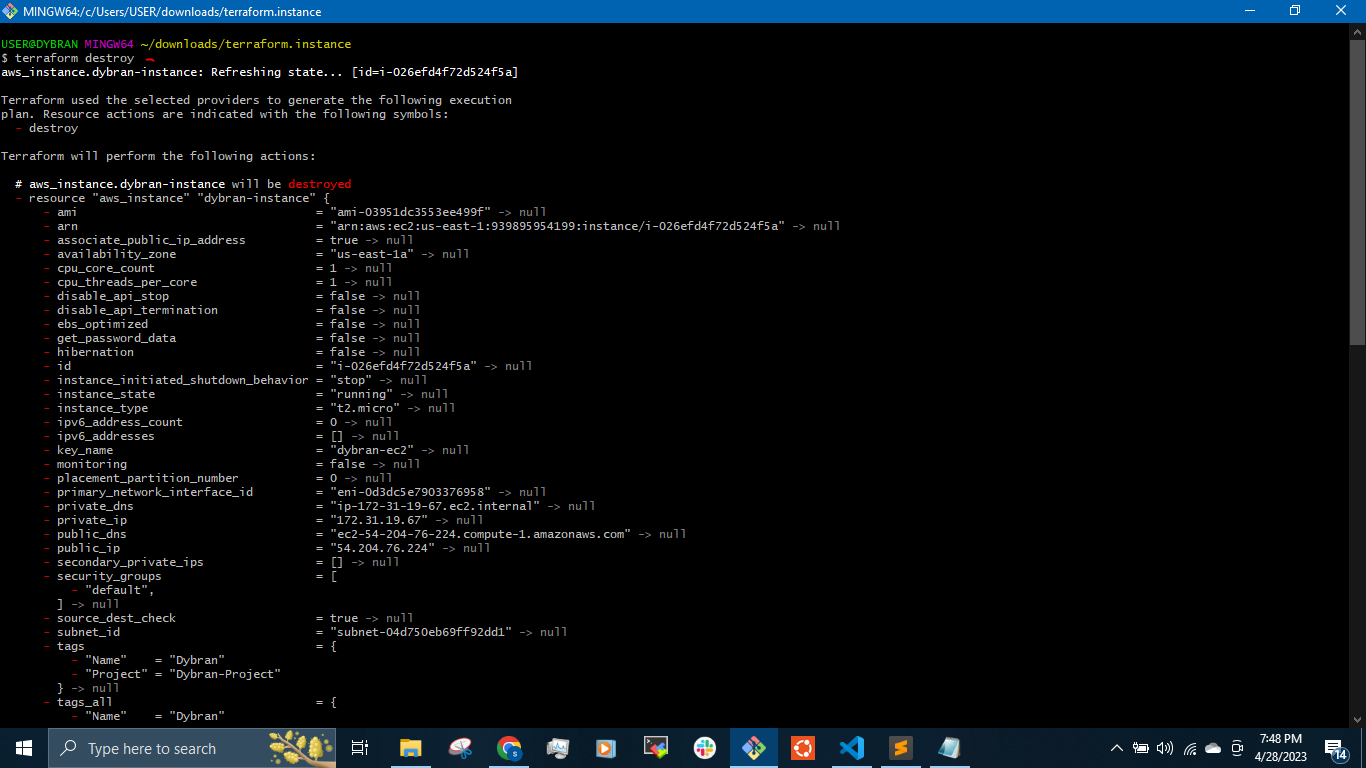 MINGW64:/c/Users/USER/downloads/terraform.instance
USER@DYBRAN MINGW64 ~/downloads/terraform.instance
$ terraform destroy
aws_instance.dybran-instance: Refreshing state... [id=i-026efd4f72d524f5a]
Terraform used the selected providers to generate the following execution
plan. Resource actions are indicated with the following symbols:
- destroy
Terraform will perform the following actions:
# aws_instance.dybran-instance will be destroyed
- resource "aws_instance" "dybran-instance" {
- ami = "ami-03951dc3553ee499f" -> null
- arn = "arn:aws:ec2:us-east-1:939895954199:instance/i-026efd4f72d524f5a" -> null
- associate_public_ip_address = true -> null
- availability_zone = "us-east-1a" -> null
- cpu_core_count = 1 -> null
- cpu_threads_per_core = 1 -> null
- disable_api_stop = false -> null
- disable_api_termination = false -> null
- ebs_optimized = false -> null
- get_password_data = false -> null
- hibernation = false -> null
- id = "i-026efd4f72d524f5a" -> null
- instance_initiated_shutdown_behavior = "stop" -> null
- instance_state = "running" -> null
- instance_type = "t2.micro" -> null
- ipv6_address_count = 0 -> null
- ipv6_addresses = [] -> null
- key_name = "dybran-ec2" -> null
- monitoring = false -> null
- placement_partition_number = 0 -> null
- primary_network_interface_id = "eni-0d3dc5e7903376958" -> null
- private_dns = "ip-172-31-19-67.ec2.internal" -> null
- private_ip = "172.31.19.67" -> null
- public_dns = "ec2-54-204-76-224.compute-1.amazonaws.com" -> null
- public_ip = "54.204.76.224" -> null
- secondary_private_ips = [] -> null
- security_groups = [
- "default",
] -> null
- source_dest_check = true -> null
- subnet_id = "subnet-04d750eb69ff92dd1" -> null
- tags = {
- "Name" = "Dybran"
- "Project" = "Dybran-Project"
} -> null
- tags_all = {
- "Name" = "Dybran"
Type here to search
7:48 PM
4/28/2023
14